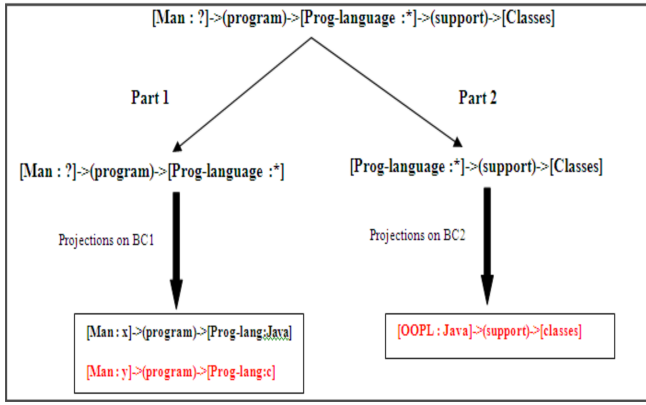 [Man : ?]->(program)->[Prog-language :*]->(support)->[Classes]
Part 1
Part 2
[Man : ?]->(program)->[Prog-language :*]
[Prog-language :*]->(support)->[Classes]
Projections on BC1
Projections on BC2
[Man : x]->(program)->[Prog-lang:Java]
[Man : y]->(program)->[Prog-lang:c]
[OOPL : Java]->(support)->[classes]